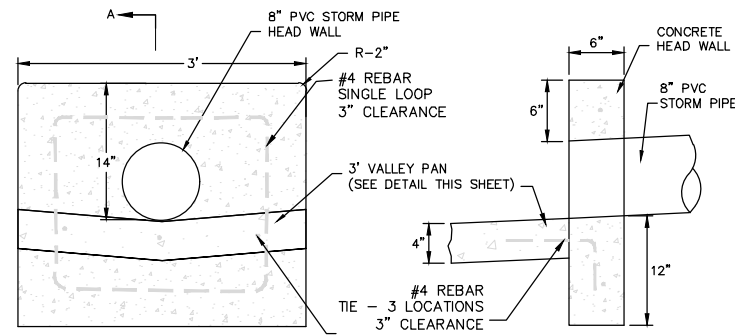 A
8" PVC STORM PIPE
HEAD WALL
3'
R-2"
#4 REBAR
SINGLE LOOP
3" CLEARANCE
14"
3' VALLEY PAN
(SEE DETAIL THIS SHEET)
#4 REBAR
TIE - 3 LOCATIONS
3" CLEARANCE
6"
CONCRETE
HEAD WALL
6"
8" PVC
STORM PIPE
4"
12"